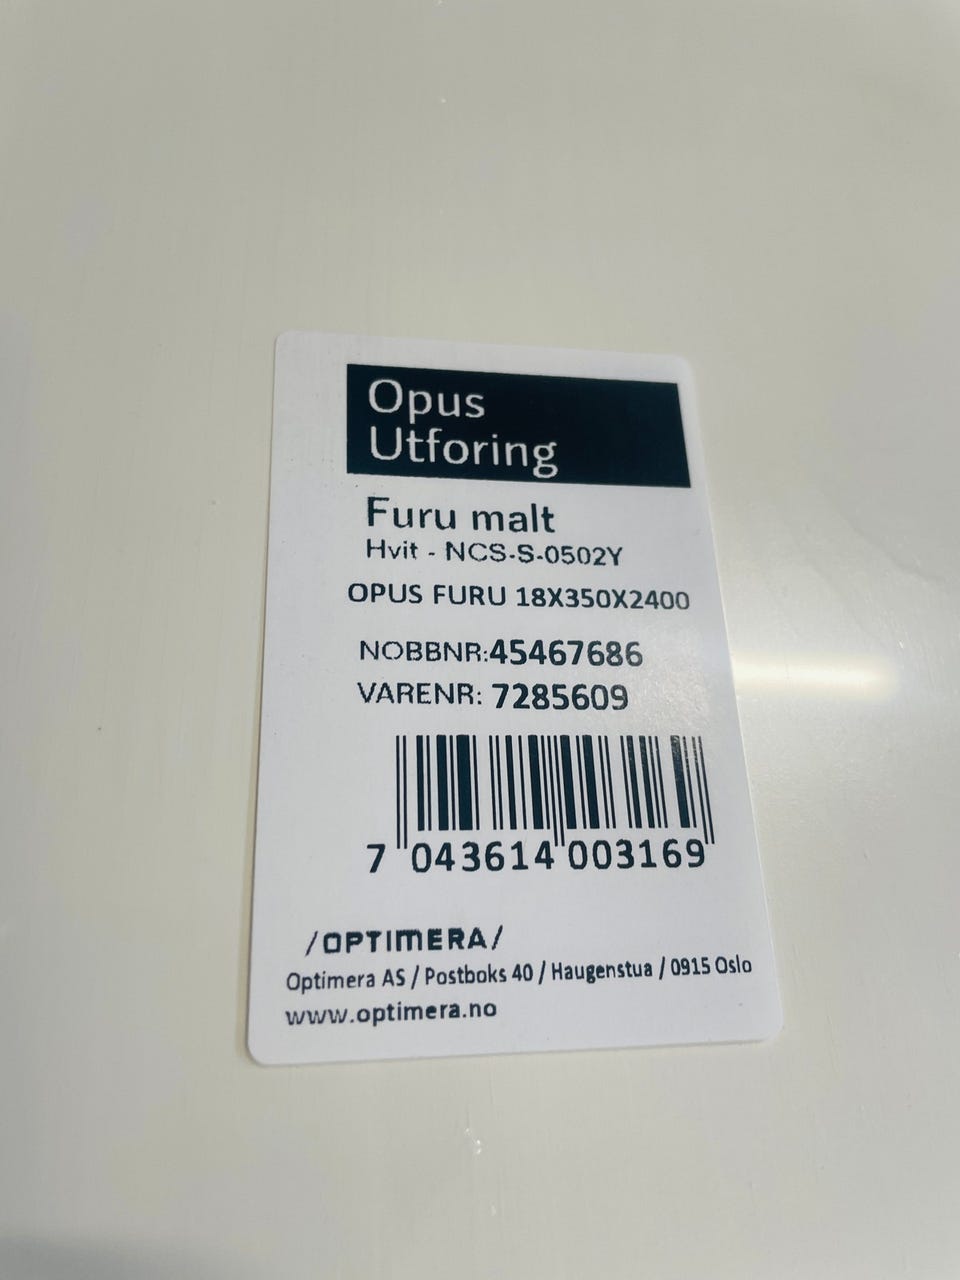 Opus
Utforing
Furu malt
Hvit - NCS-S-0502Y
OPUS FURU 18X350X2400
NOBBNR:45467686
VARENR: 7285609
7 043614 003169
/OPTIMERA/
Optimera AS / Postboks 40 / Haugenstua / 0915 Oslo
www.optimera.no